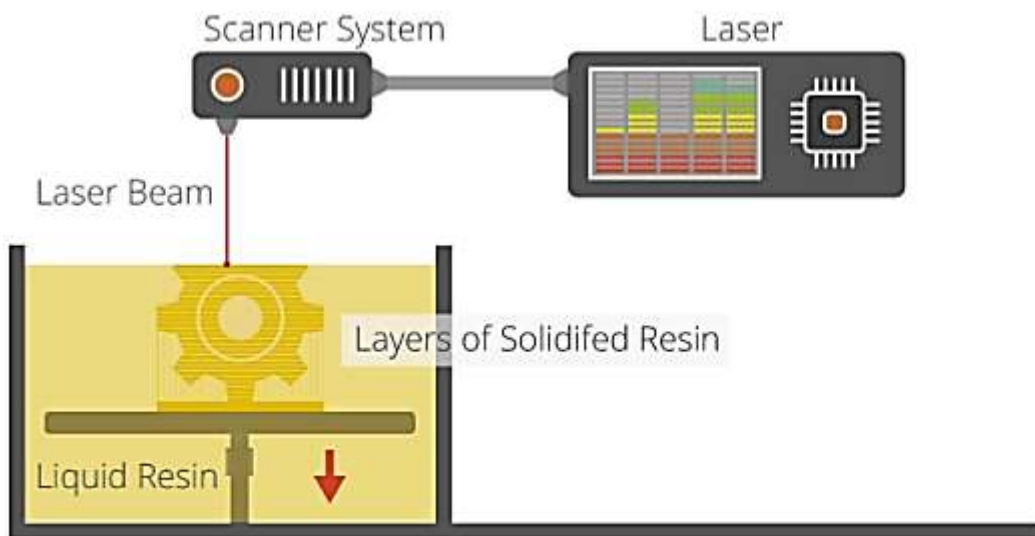 Scanner System
Laser
Laser Beam
Layers of Solidifed Resin
Liquid Resin